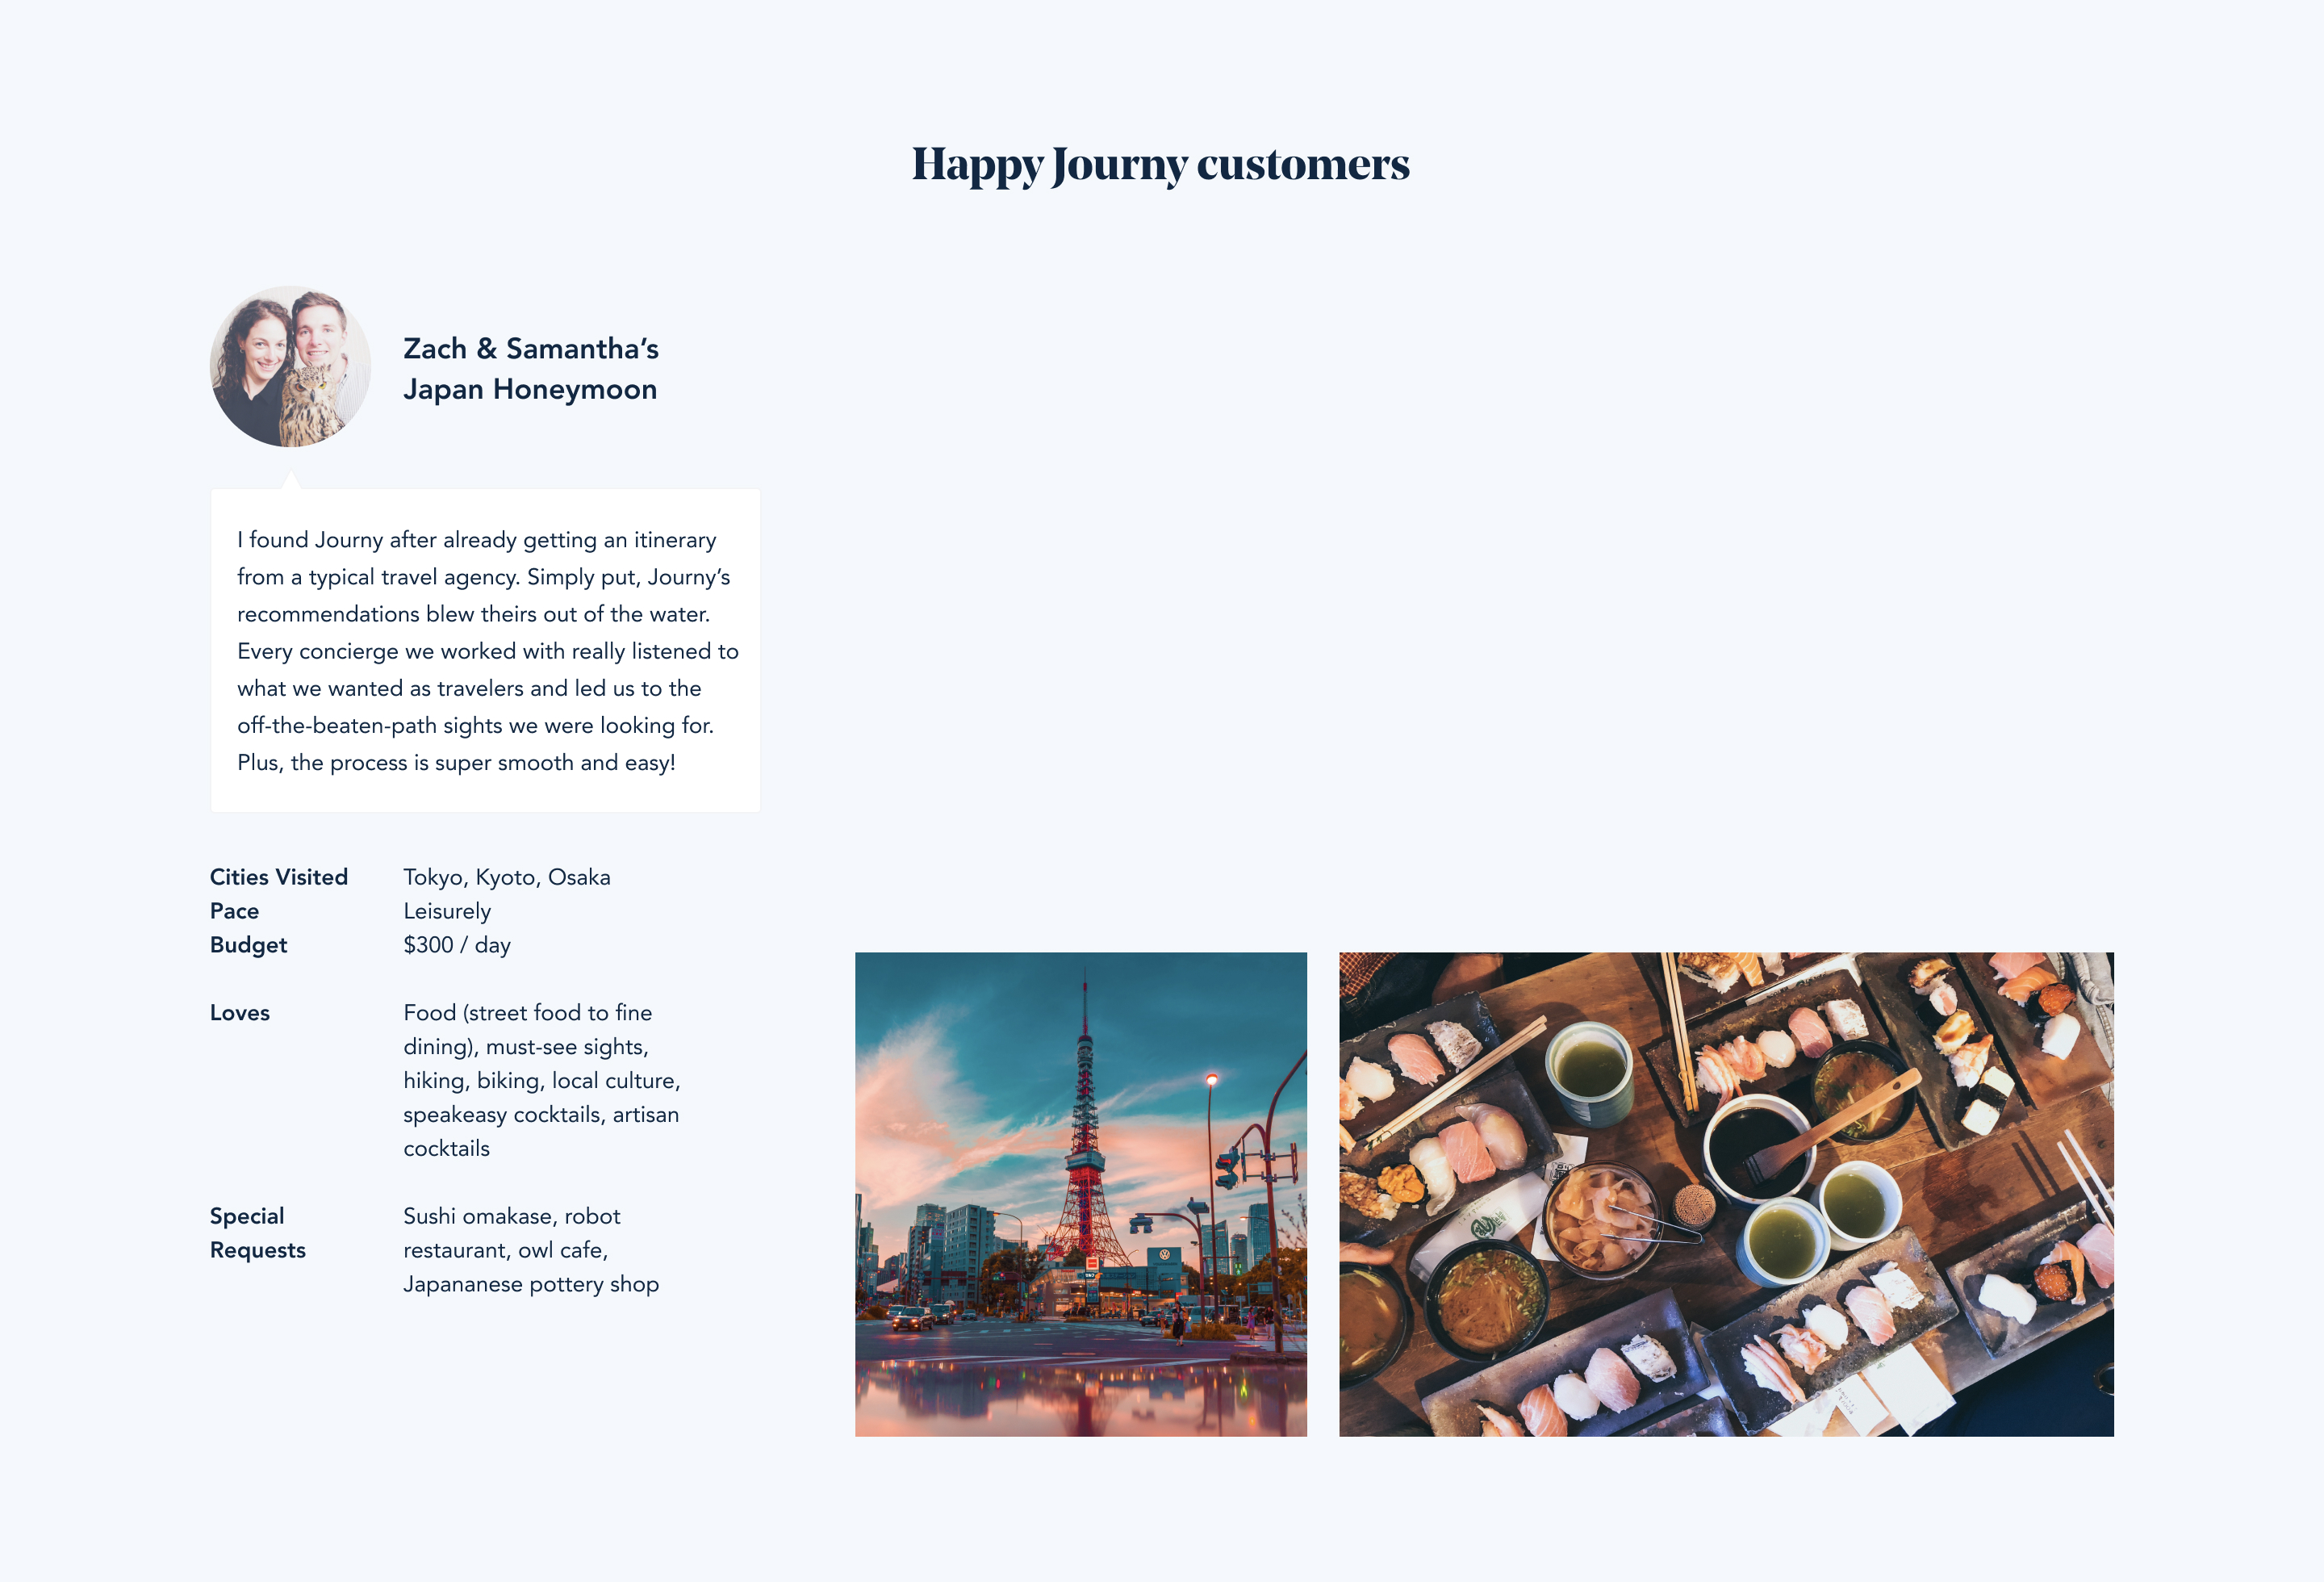 Happy Journy customers
Zach & Samantha’s
Japan Honeymoon
I found Journy after already getting an itinerary
from a typical travel agency. Simply put, Journy’s
recommendations blew theirs out of the water.
Every concierge we worked with really listened to
what we wanted as travelers and led us to the
off-the-beaten-path sights we were looking for.
Plus, the process is super smooth and easy!
Cities Visited Tokyo, Kyoto, Osaka
Pace Leisurely
Budget $300 / day
Loves Food (street food to fine
dining), must-see sights,
hiking, biking, local culture,
speakeasy cocktails, artisan
cocktails
Special Sushi omakase, robot
Requests restaurant, owl cafe,
Japananese pottery shop